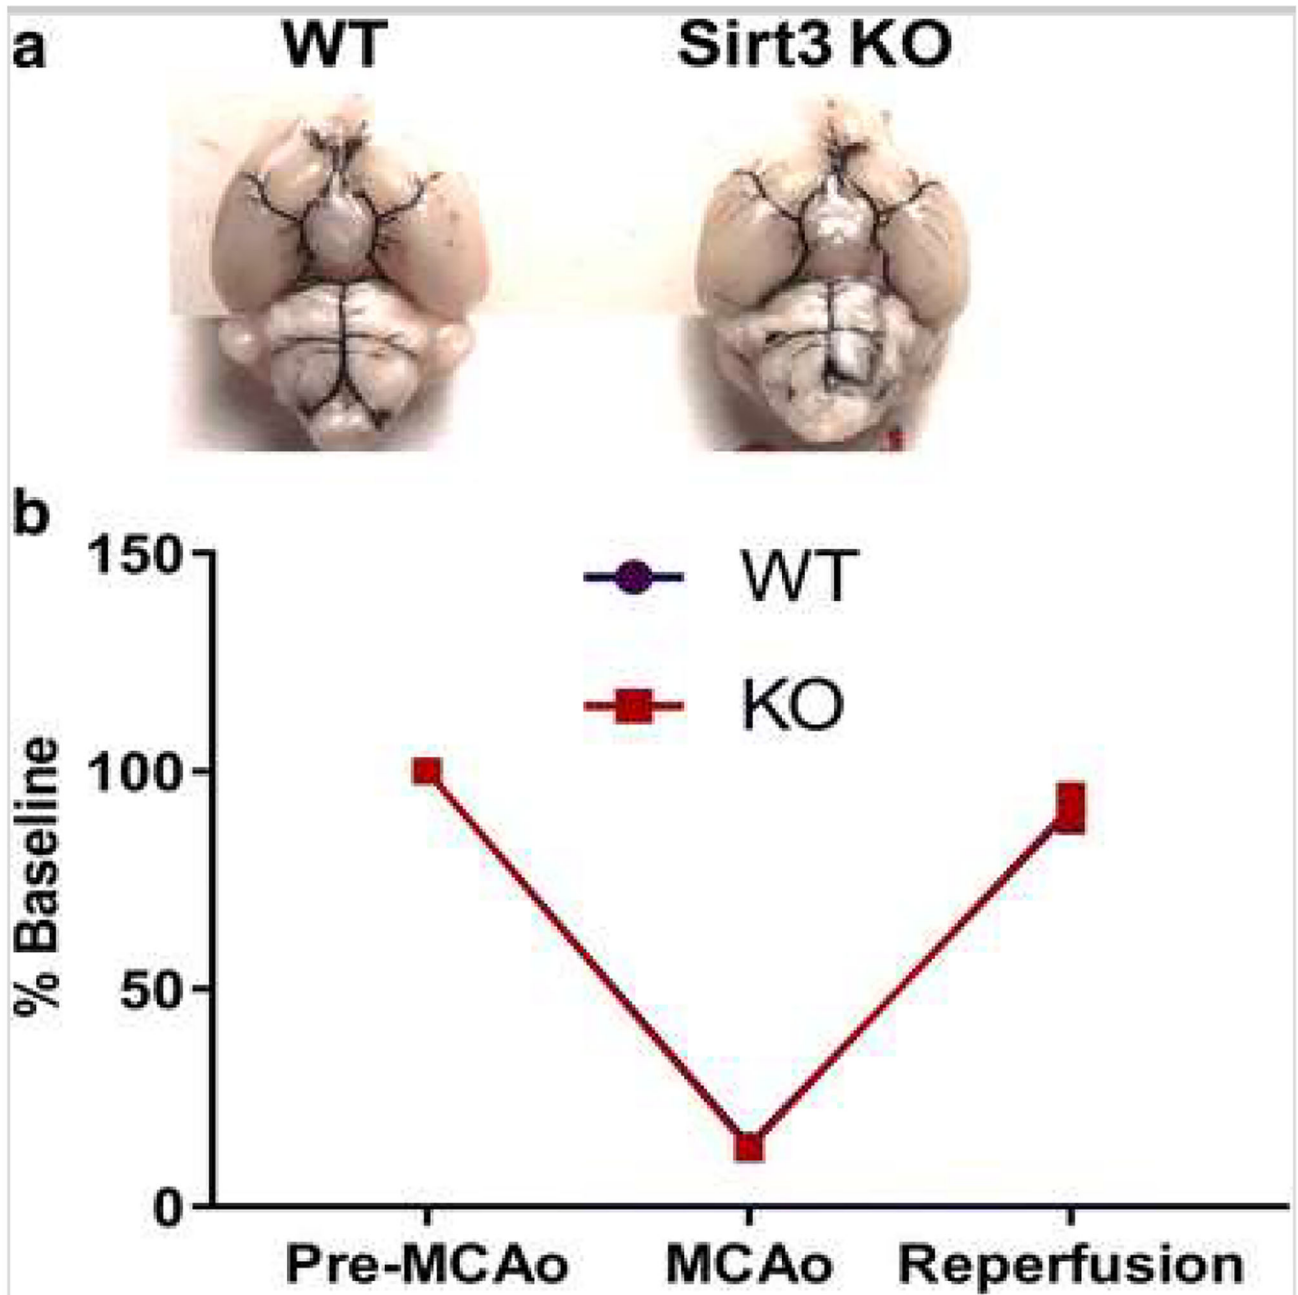 a
WT
Sirt3 KO
b
150
100
50
0
% Baseline
WT
KO
Pre-MCAo
MCAo
Reperfusion